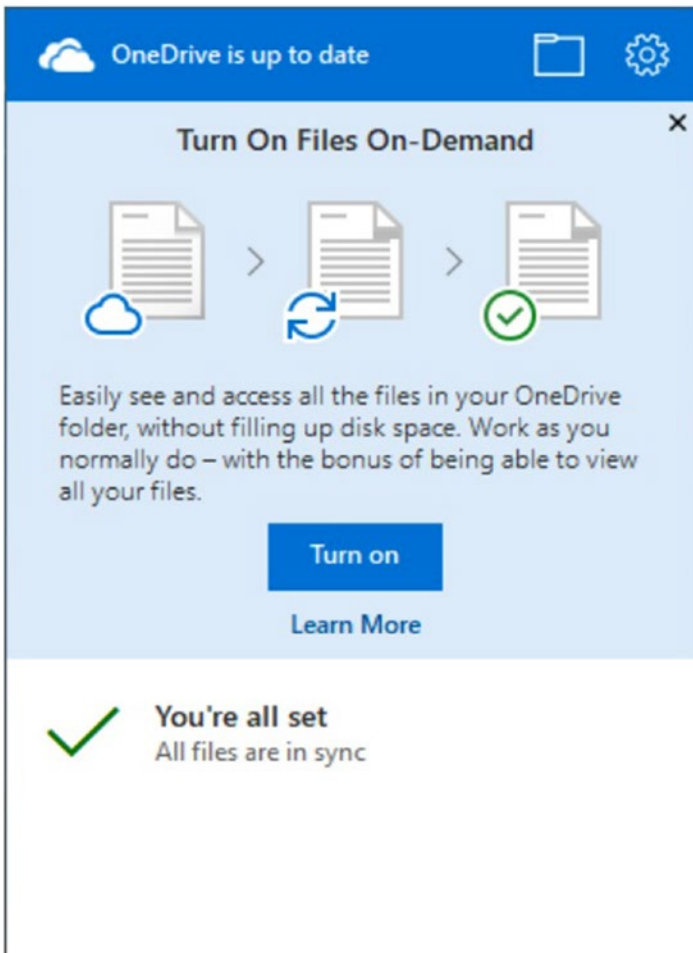 OneDrive is up to date
Turn On Files On-Demand
Easily see and access all the files in your OneDrive
folder, without filling up disk space. Work as you
normally do – with the bonus of being able to view
all your files.
Turn on
Learn More
You're all set
All files are in sync